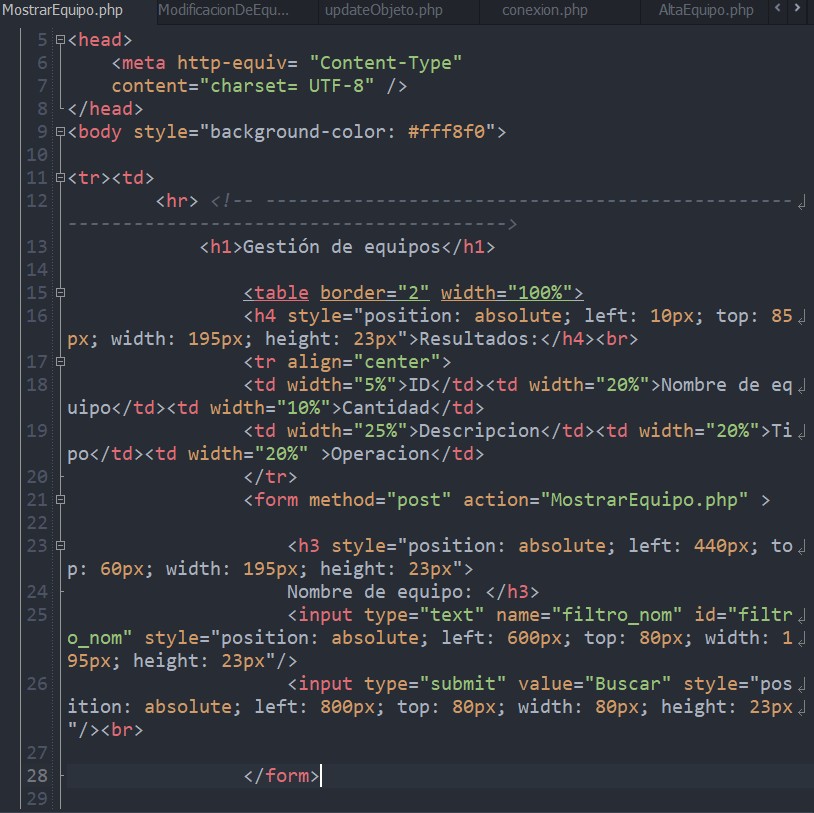 MostrarEquipo.php ModificacionDeEqu... updateObjeto.php conexion.php AltaEquipo.php
5 <head>
6 <meta http-equiv= "Content-Type"
7 content="charset= UTF-8" />
8 </head>
9 <body style="background-color: #fff8f0">
10
11 <tr><td>
12 <hr> <!-- ------------------------------------------------
---------------------------------------->
13 <h1>Gestión de equipos</h1>
14
15 <table border="2" width="100%">
16 <h4 style="position: absolute; left: 10px; top: 85
px; width: 195px; height: 23px">Resultados:</h4><br>
17 <tr align="center">
18 <td width="5%">ID</td><td width="20%">Nombre de eq
uipo</td><td width="10%">Cantidad</td>
19 <td width="25%">Descripcion</td><td width="20%">Ti
po</td><td width="20%" >Operacion</td>
20 </tr>
21 <form method="post" action="MostrarEquipo.php" >
22
23 <h3 style="position: absolute; left: 440px; to
p: 60px; width: 195px; height: 23px">
24 Nombre de equipo: </h3>
25 <input type="text" name="filtro_nom" id="filtr
o_nom" style="position: absolute; left: 600px; top: 80px; width: 1
95px; height: 23px"/>
26 <input type="submit" value="Buscar" style="pos
ition: absolute; left: 800px; top: 80px; width: 80px; height: 23px
"/><br>
27
28 </form>
29